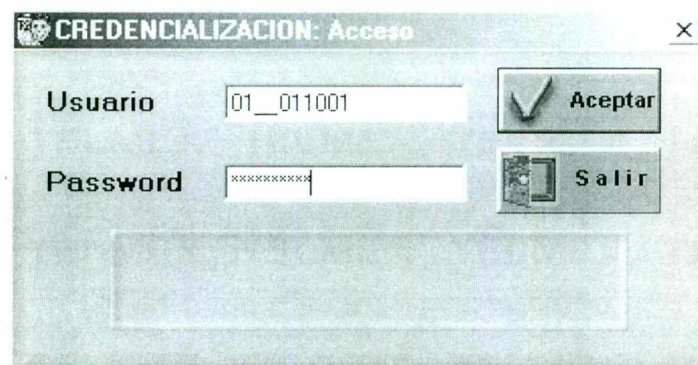 CREDENCIALIZACION: Acceso
Usuario 01__011001 Aceptar
Password ********** Salir